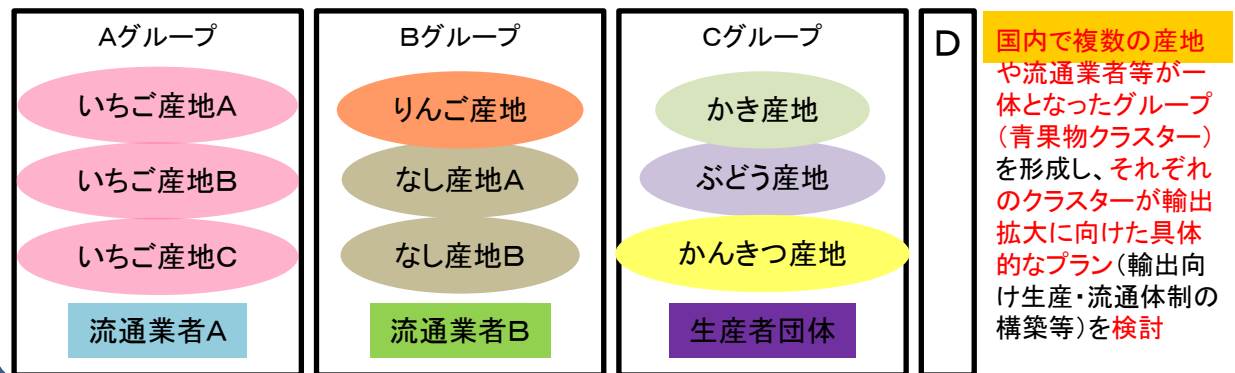 Aグループ
いちご産地A
いちご産地B
いちご産地C
流通業者A
Bグループ
りんご産地
なし産地A
なし産地B
流通業者B
Cグループ
かき産地
ぶどう産地
かんきつ産地
生産者団体
D
国内で複数の産地
や流通業者等が一
体となったグループ
(青果物クラスター)
を形成し、それぞれ
のクラスターが輸出
拡大に向けた具体
的なプラン(輸出向
け生産・流通体制の
構築等)を検討